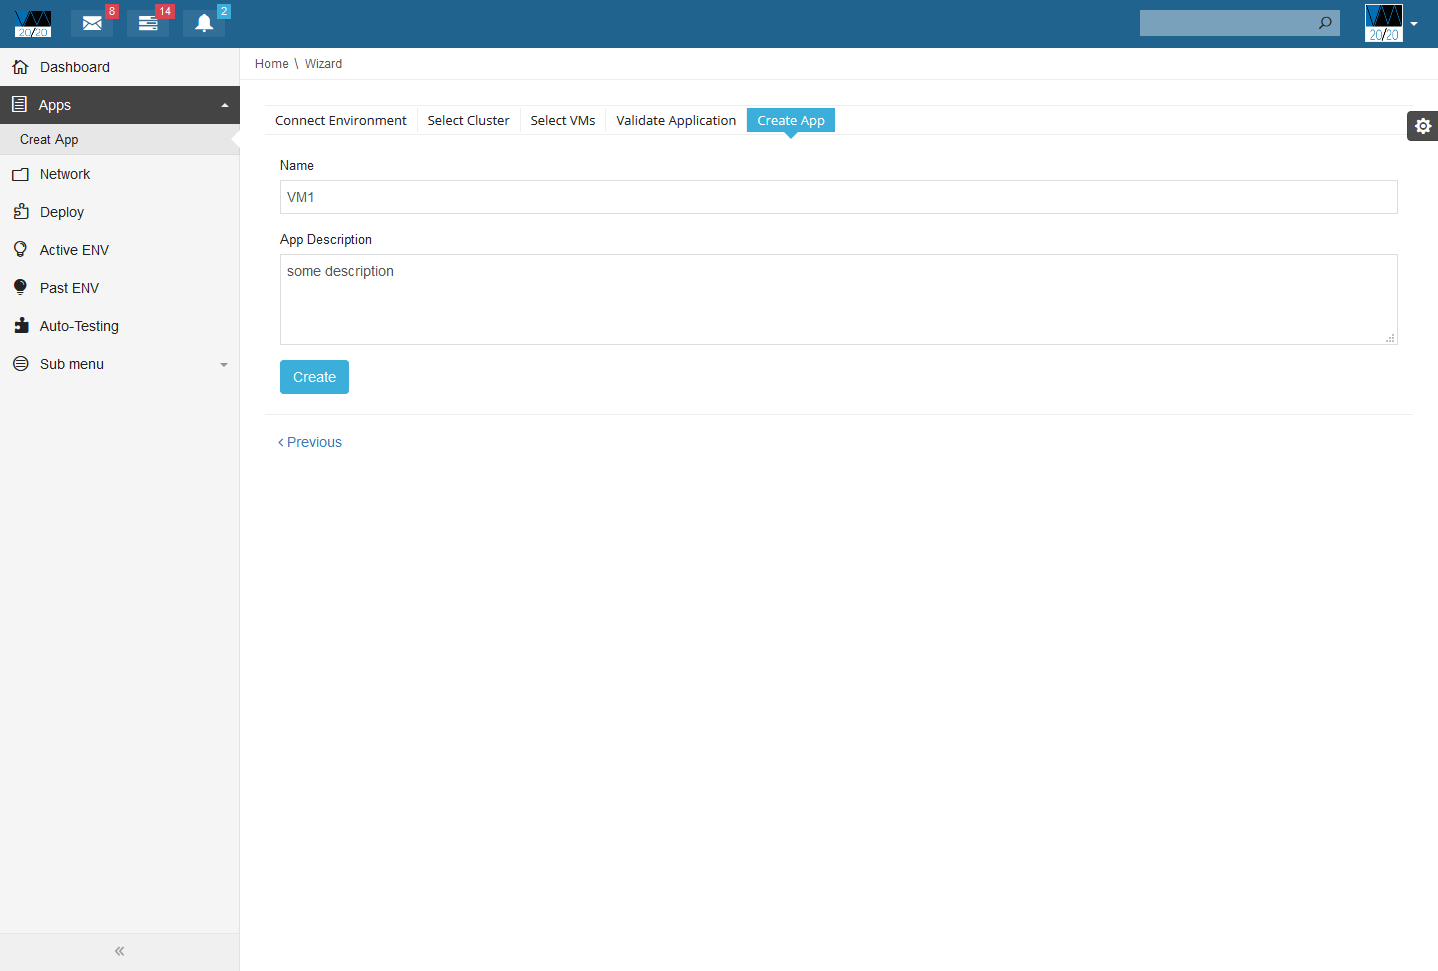 VM
20/20
8
14
2
VM
20/20
Dashboard
Apps
Creat App
Network
Deploy
Active ENV
Past ENV
Auto-Testing
Sub menu
Home \ Wizard
Connect Environment Select Cluster Select VMs Validate Application Create App
Name
VM1
App Description
some description
Create
Previous